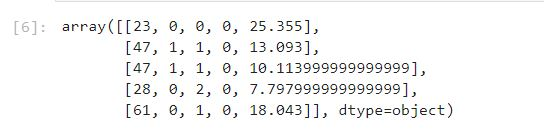 [6]: array([[23, 0, 0, 0, 25.355],
[47, 1, 1, 0, 13.093],
[47, 1, 1, 0, 10.113999999999999],
[28, 0, 2, 0, 7.797999999999999],
[61, 0, 1, 0, 18.043]], dtype=object)